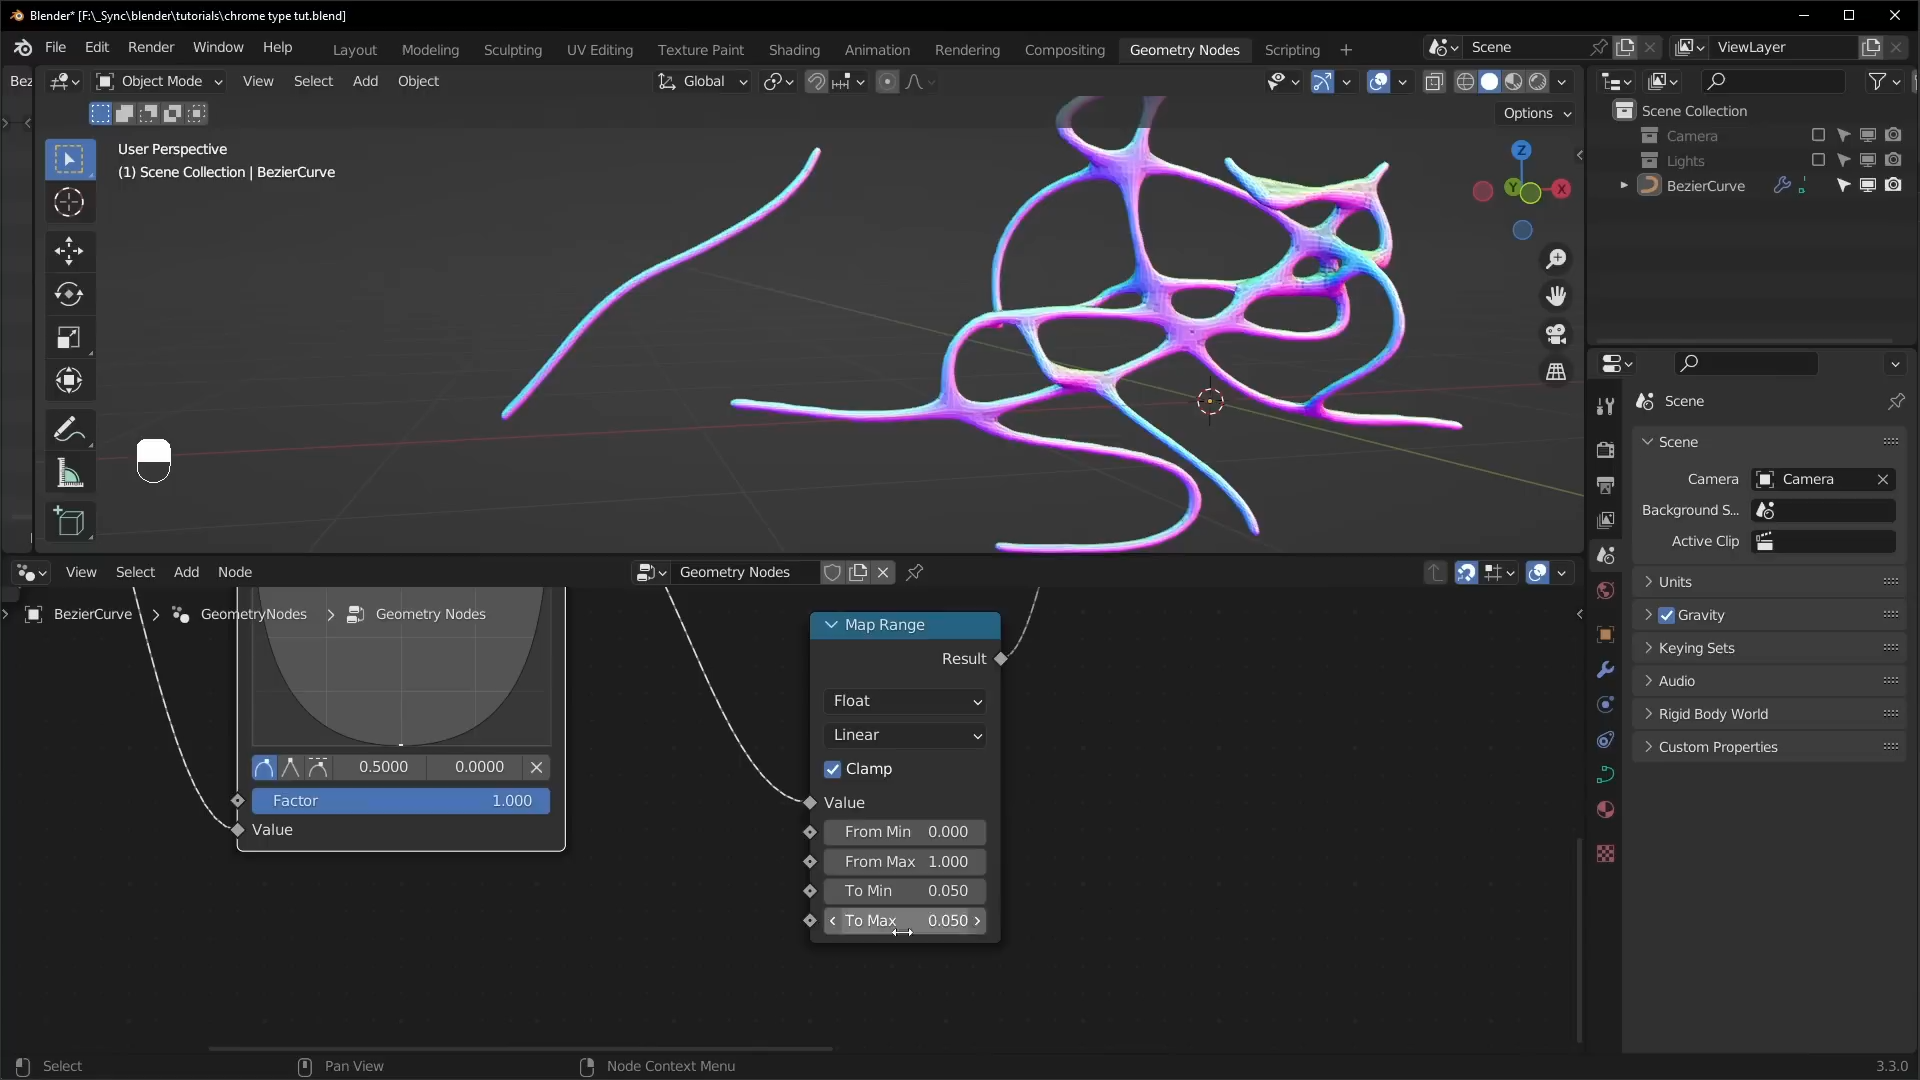 Blender* [F:\_Sync\blender\tutorials\chrome type tut.blend]
File Edit Render Window Help
Layout Modeling Sculpting UV Editing Texture Paint Shading Animation Rendering Compositing Geometry Nodes Scripting
Scene
ViewLayer
Bez
Object Mode
View Select Add Object
Global
Options
User Perspective
(1) Scene Collection | BezierCurve
Z
Y
X
Scene Collection
Camera
Lights
BezierCurve
Scene
Scene
Camera
Camera
Background S...
Active Clip
Units
Gravity
Keying Sets
Audio
Rigid Body World
Custom Properties
View Select Add Node
Geometry Nodes
BezierCurve > GeometryNodes > Geometry Nodes
0.5000 0.0000
Factor 1.000
Value
Map Range
Result
Float
Linear
Clamp
Value
From Min 0.000
From Max 1.000
To Min 0.050
To Max 0.050
Select
Pan View
Node Context Menu
3.3.0